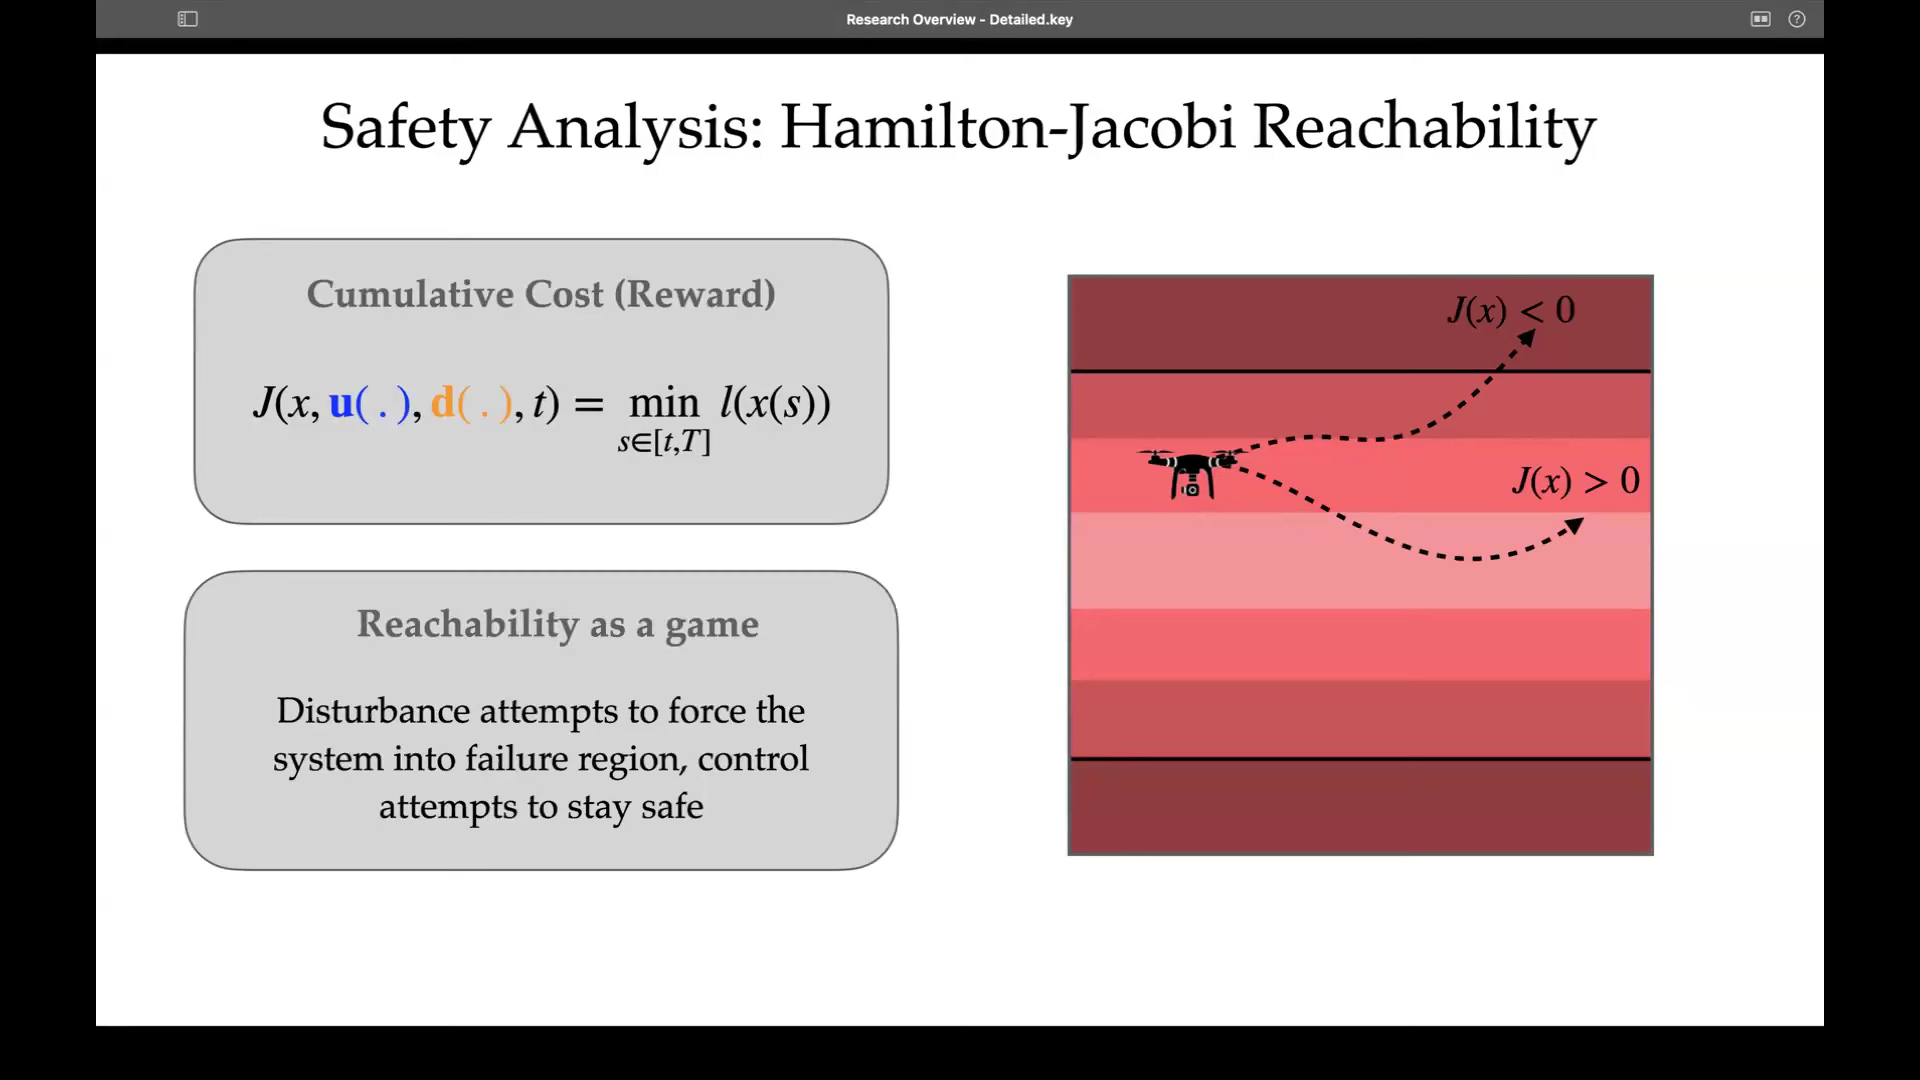 Research Overview - Detailed.key
Safety Analysis: Hamilton-Jacobi Reachability
Cumulative Cost (Reward)
J(x, u( . ), d( . ), t) = min l(x(s))
s∈[t,T]
Reachability as a game
Disturbance attempts to force the
system into failure region, control
attempts to stay safe
J(x) < 0
J(x) > 0